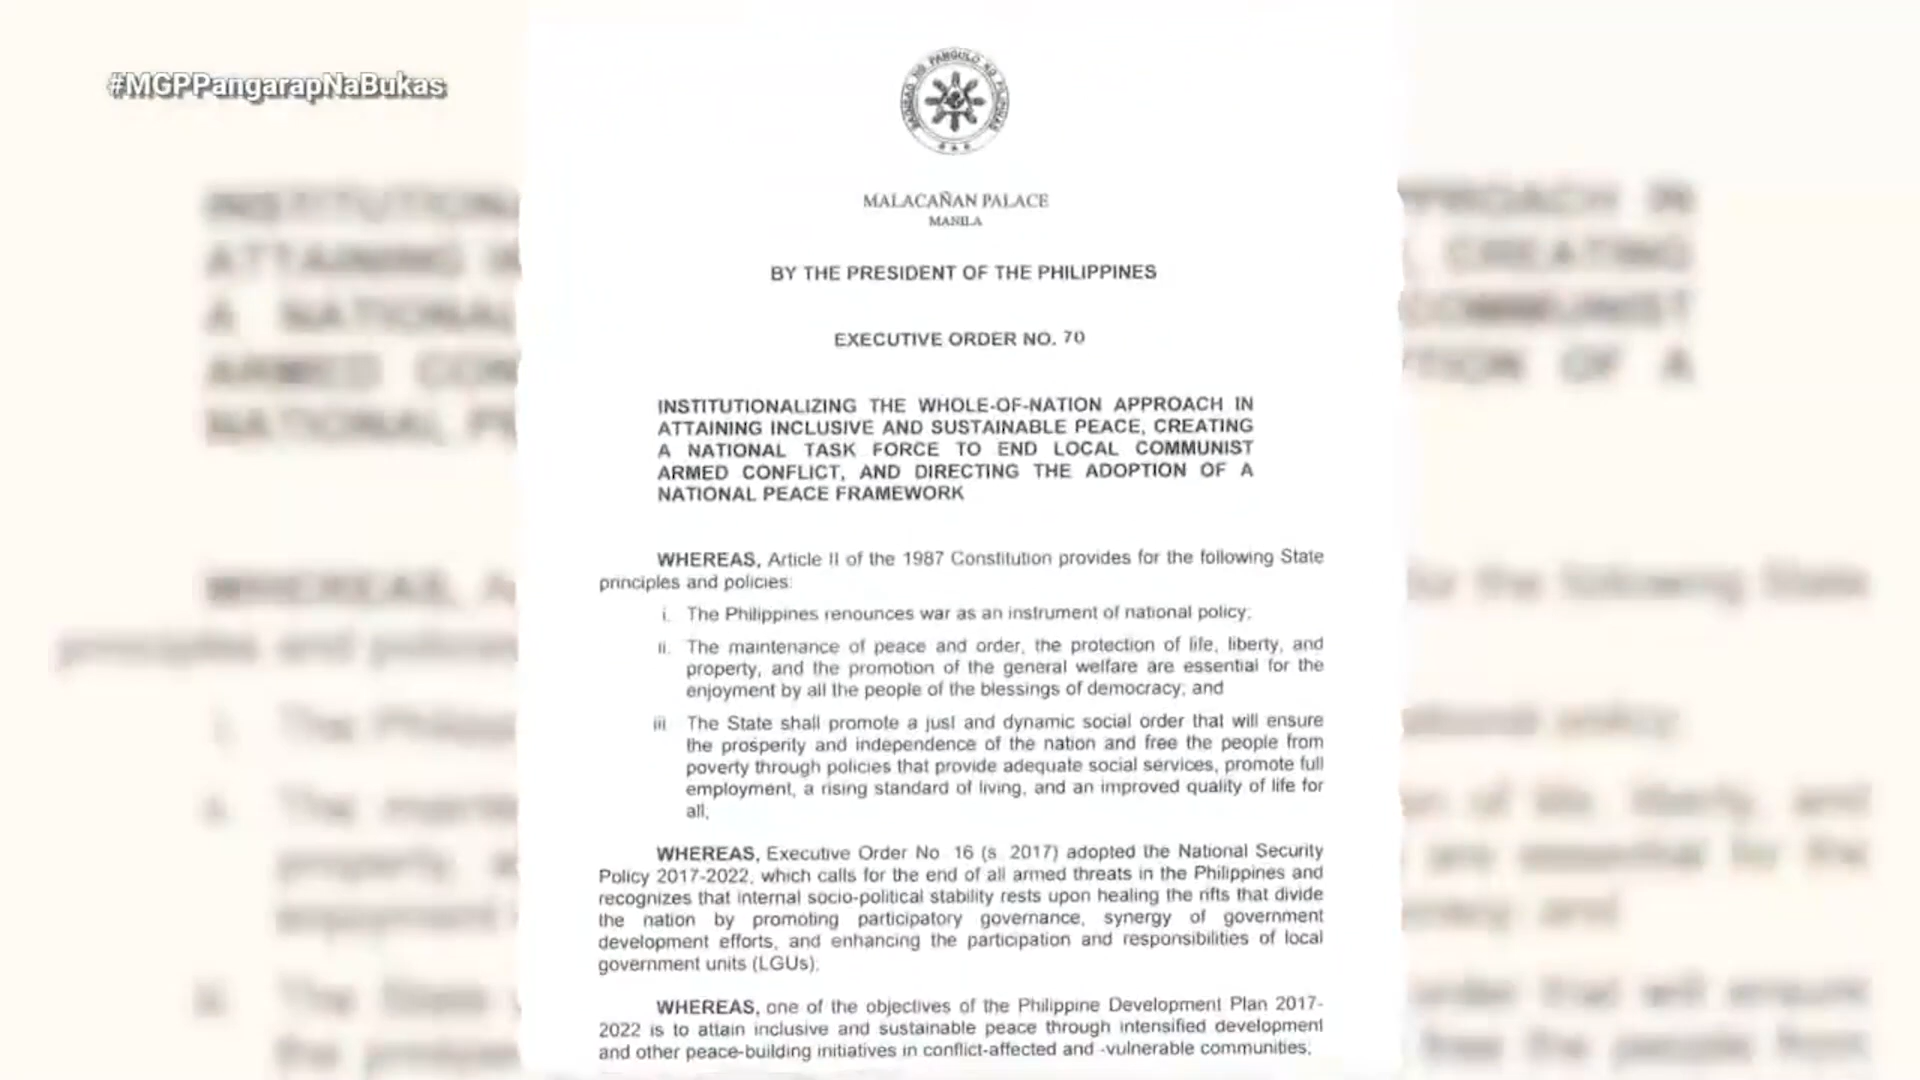 #MGPPangarapNaBukas
MALACAÑAN PALACE
MANILA
BY THE PRESIDENT OF THE PHILIPPINES
EXECUTIVE ORDER NO. 70
INSTITUTIONALIZING THE WHOLE-OF-NATION APPROACH IN
ATTAINING INCLUSIVE AND SUSTAINABLE PEACE, CREATING
A NATIONAL TASK FORCE TO END LOCAL COMMUNIST
ARMED CONFLICT, AND DIRECTING THE ADOPTION OF A
NATIONAL PEACE FRAMEWORK
WHEREAS, Article II of the 1987 Constitution provides for the following State
principles and policies:
i. The Philippines renounces war as an instrument of national policy;
ii. The maintenance of peace and order, the protection of life, liberty, and
property, and the promotion of the general welfare are essential for the
enjoyment by all the people of the blessings of democracy; and
iii. The State shall promote a just and dynamic social order that will ensure
the prosperity and independence of the nation and free the people from
poverty through policies that provide adequate social services, promote full
employment, a rising standard of living, and an improved quality of life for
all;
WHEREAS, Executive Order No. 16 (s. 2017) adopted the National Security
Policy 2017-2022, which calls for the end of all armed threats in the Philippines and
recognizes that internal socio-political stability rests upon healing the rifts that divide
the nation by promoting participatory governance, synergy of government
development efforts, and enhancing the participation and responsibilities of local
government units (LGUs);
WHEREAS, one of the objectives of the Philippine Development Plan 2017-
2022 is to attain inclusive and sustainable peace through intensified development
and other peace-building initiatives in conflict-affected and -vulnerable communities;